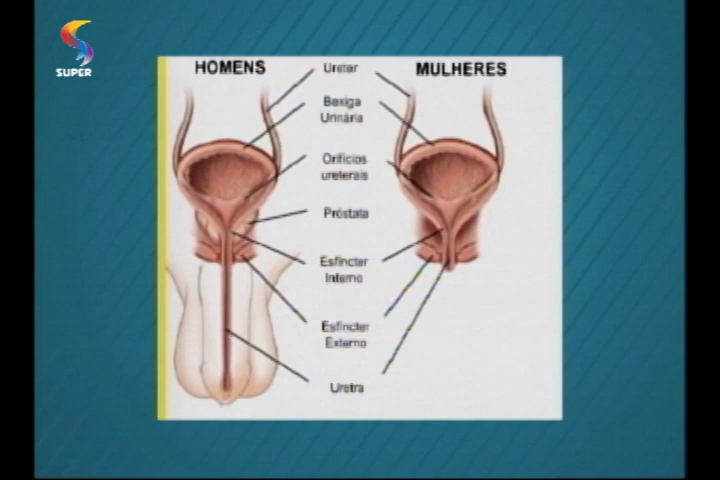 SUPER
HOMENS
MULHERES
Ureter
Bexiga
Urinária
Orifícios
ureterais
Próstata
Esfíncter
Interno
Esfíncter
Externo
Uretra